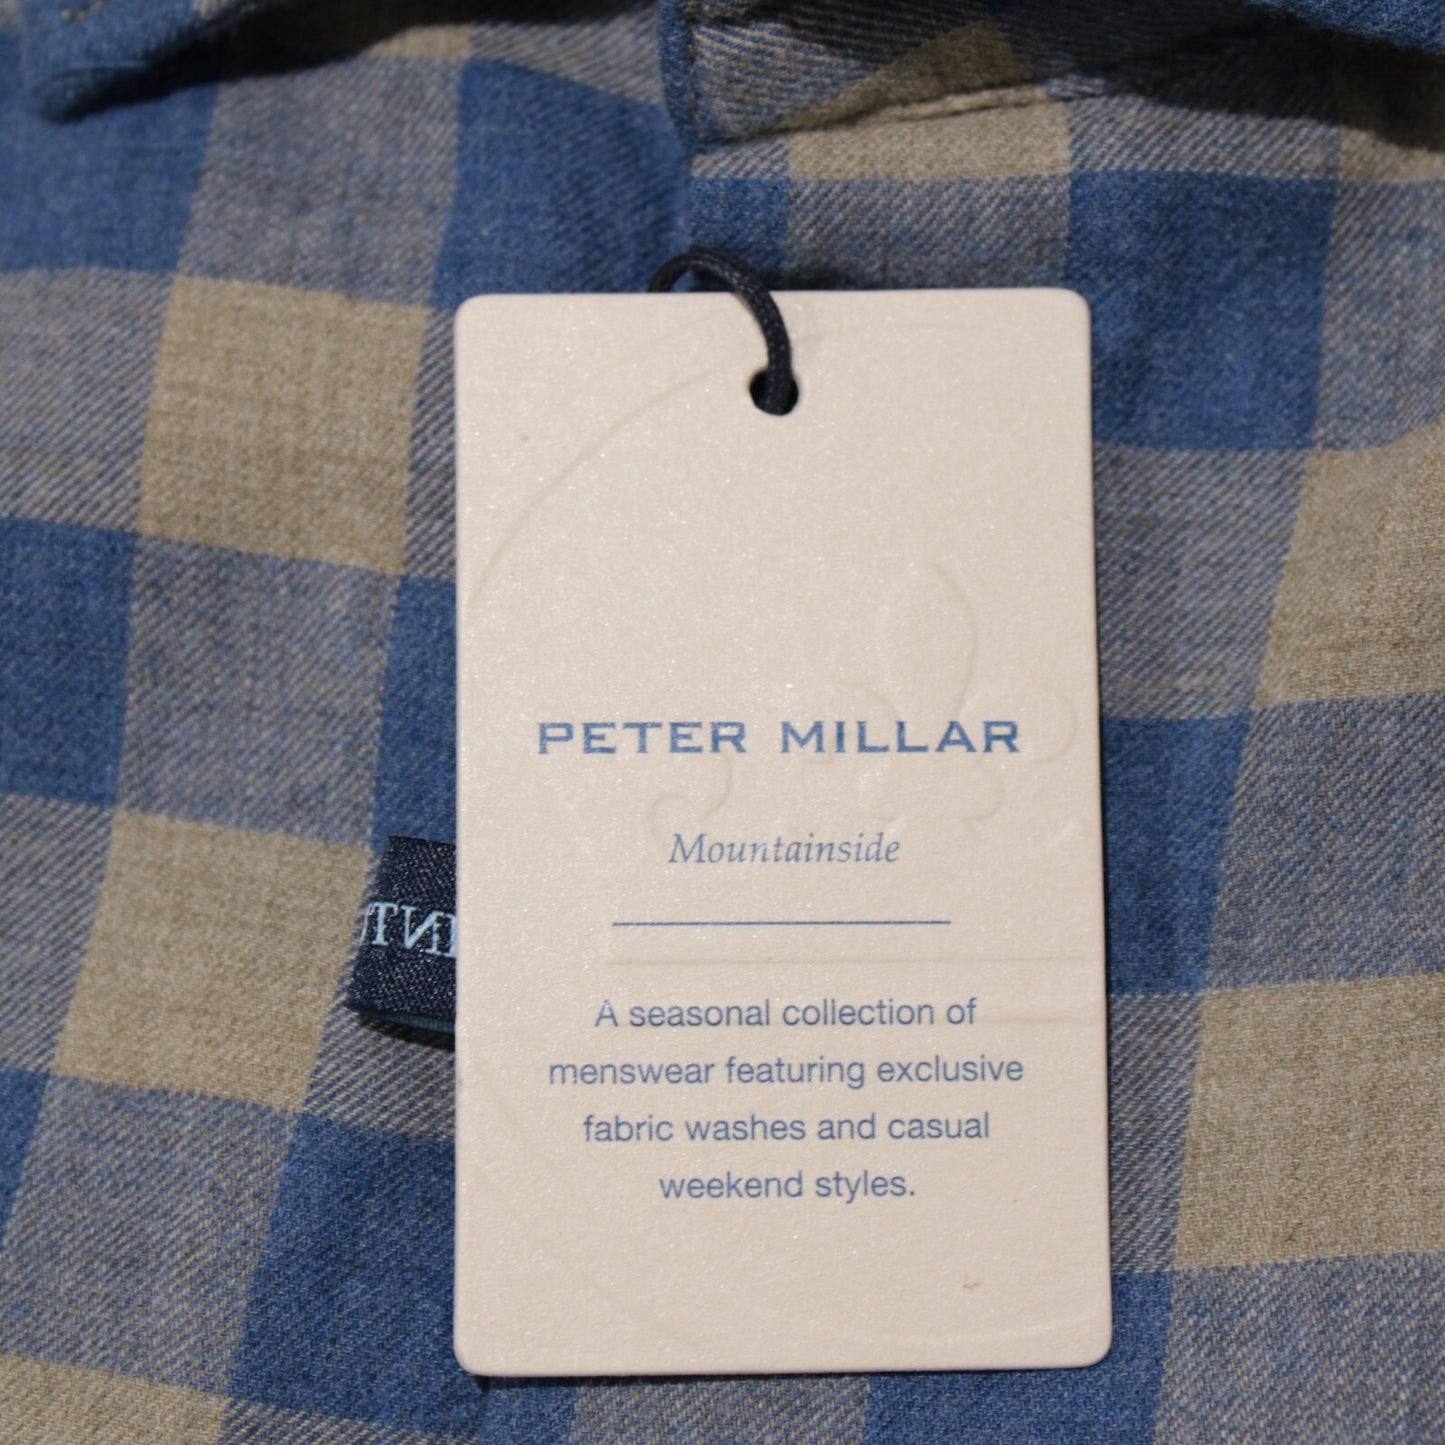 PETER MILLAR
Mountainside
A seasonal collection of
menswear featuring exclusive
fabric washes and casual
weekend styles.